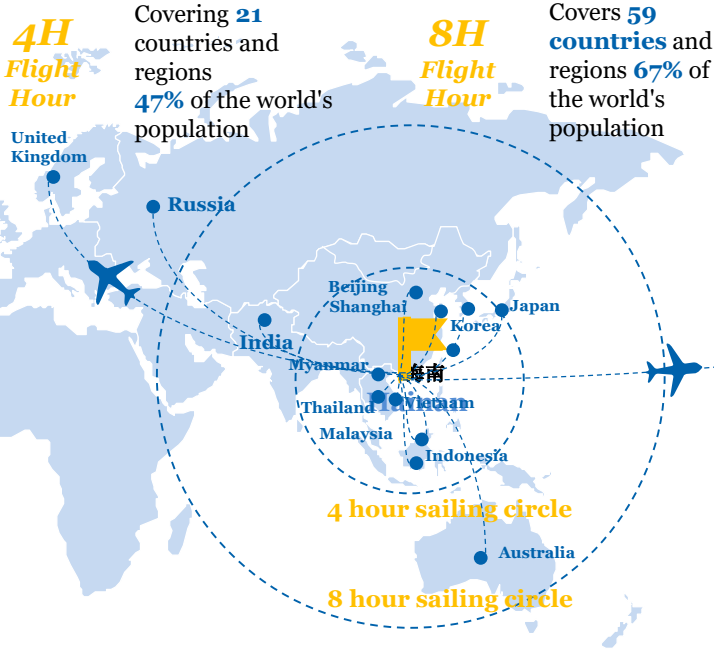 4H
Flight
Hour
Covering 21
countries and
regions
47% of the world's
population
8H
Flight
Hour
Covers 59
countries and
regions 67% of
the world's
population
United
Kingdom
Russia
Beijing
Shanghai
Japan
Korea
India
Myanmar
海南
Hainan
Thailand
Vietnam
Malaysia
Indonesia
4 hour sailing circle
Australia
8 hour sailing circle